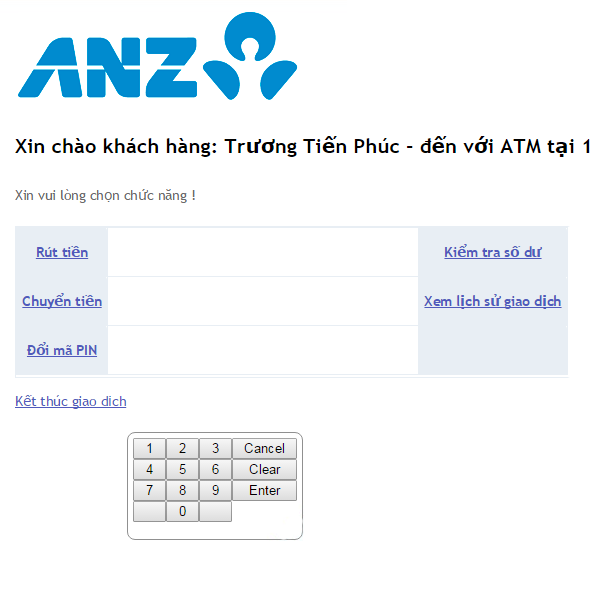 ANZ
Xin chào khách hàng: Trương Tiến Phúc - đến với ATM tại 1
Xin vui lòng chọn chức năng !
Rút tiền Kiểm tra số dư
Chuyển tiền Xem lịch sử giao dịch
Đổi mã PIN
Kết thúc giao dich
1 2 3 Cancel
4 5 6 Clear
7 8 9 Enter
0